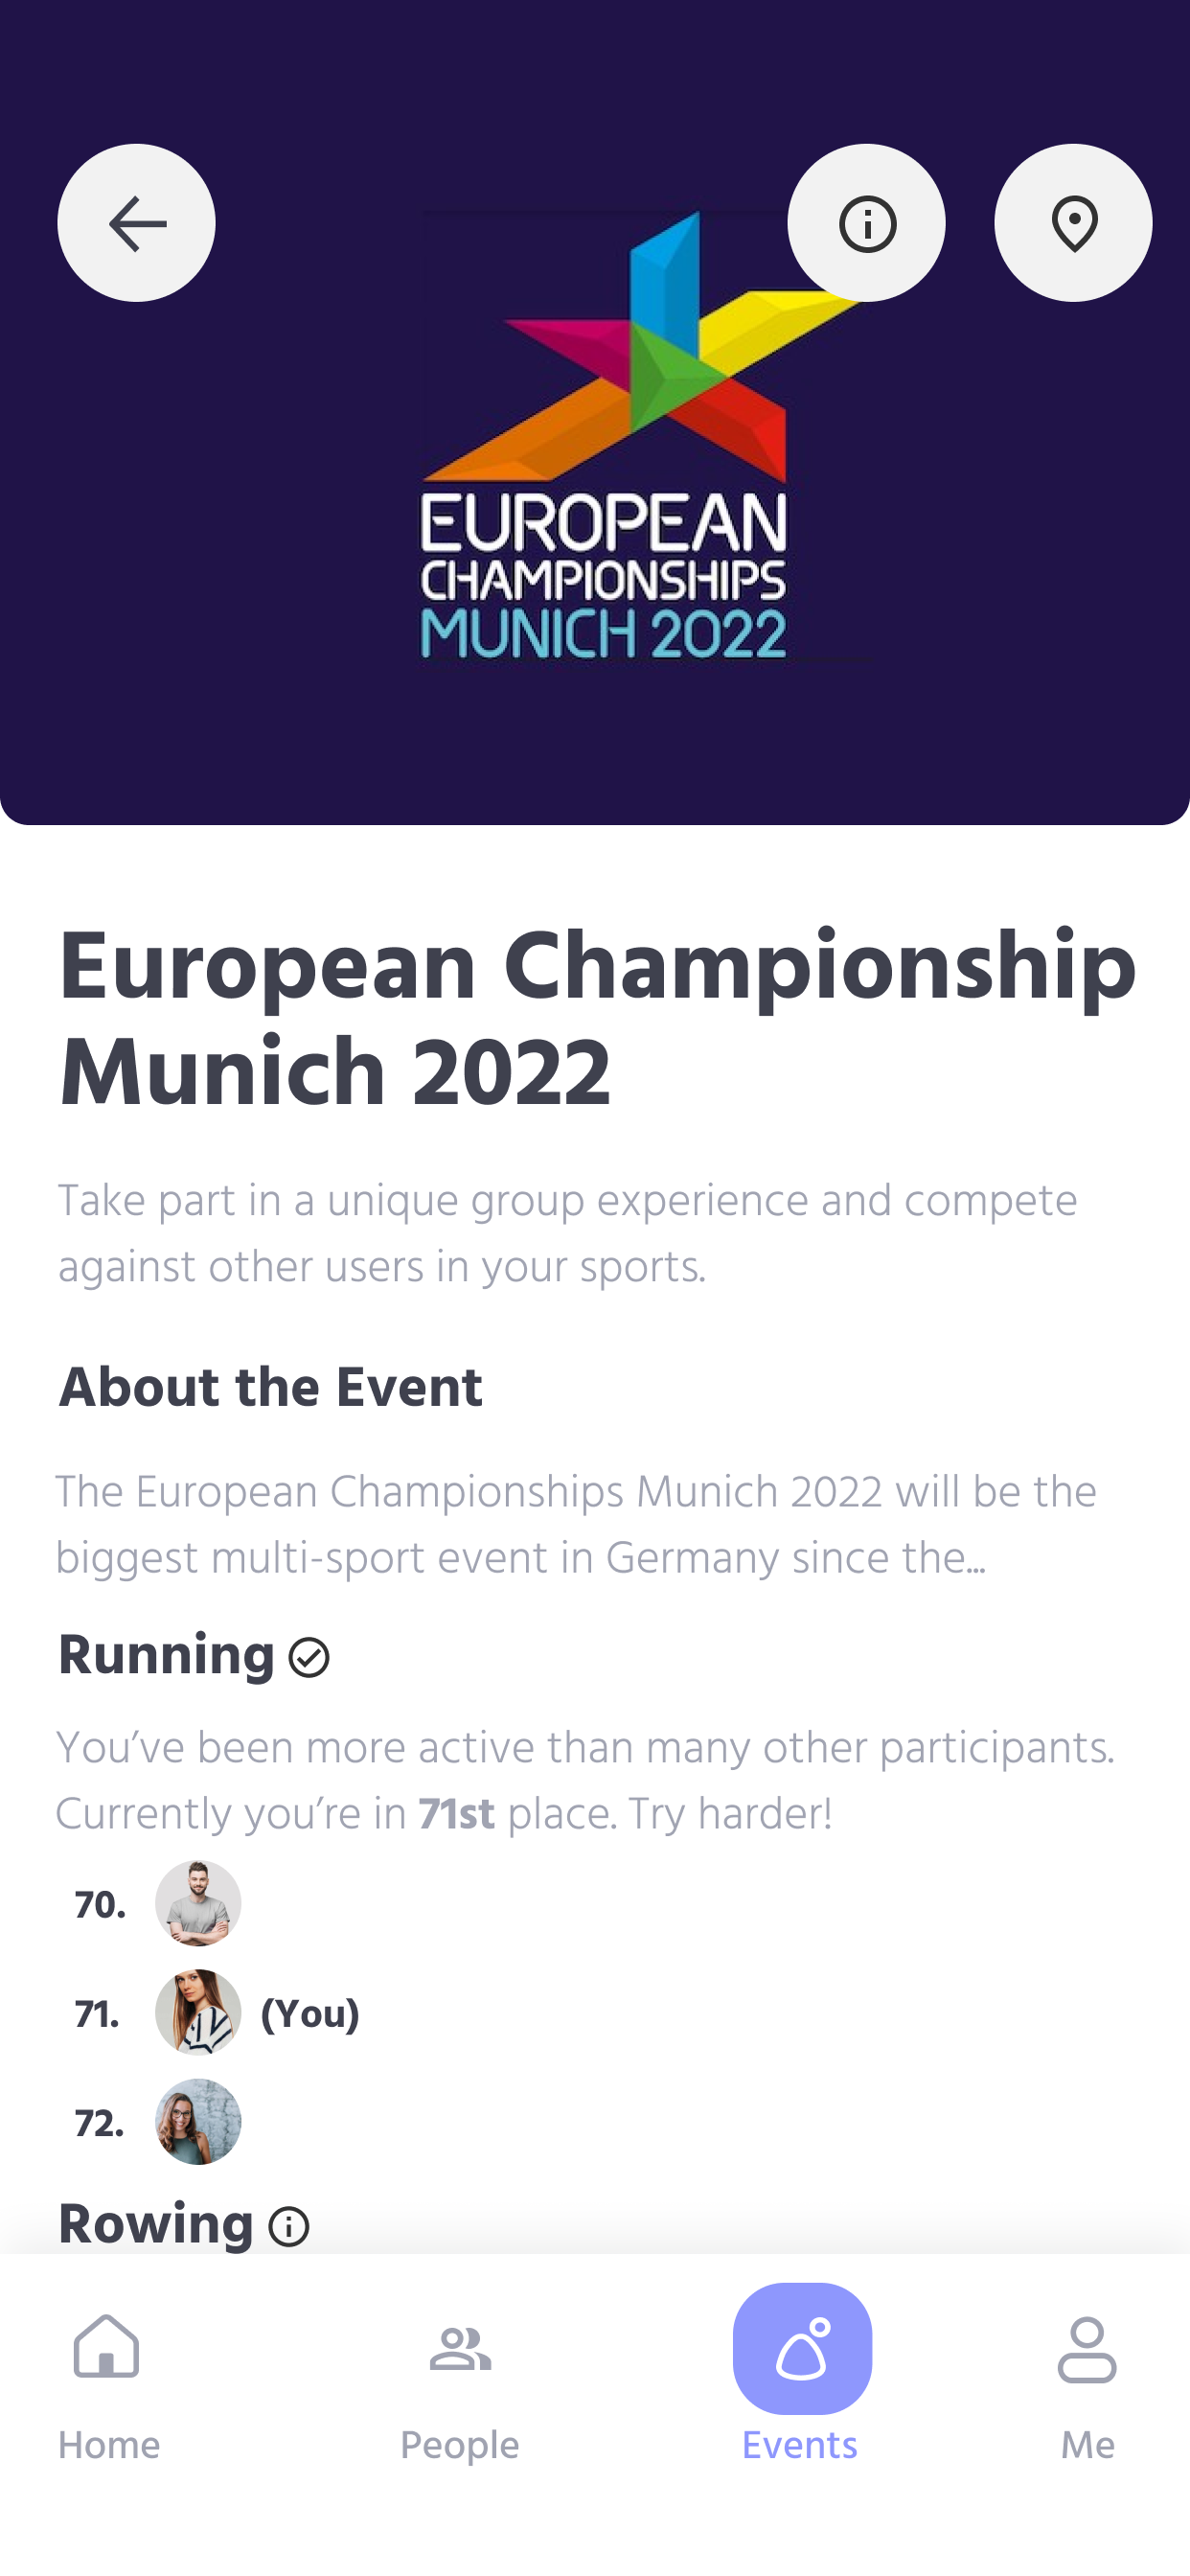 EUROPEAN
CHAMPIONSHIPS
MUNICH 2022
European Championship
Munich 2022
Take part in a unique group experience and compete
against other users in your sports.
About the Event
The European Championships Munich 2022 will be the
biggest multi-sport event in Germany since the...
Running
You’ve been more active than many other participants.
Currently you’re in 71st place. Try harder!
70.
71. (You)
72.
Rowing
Home People Events Me